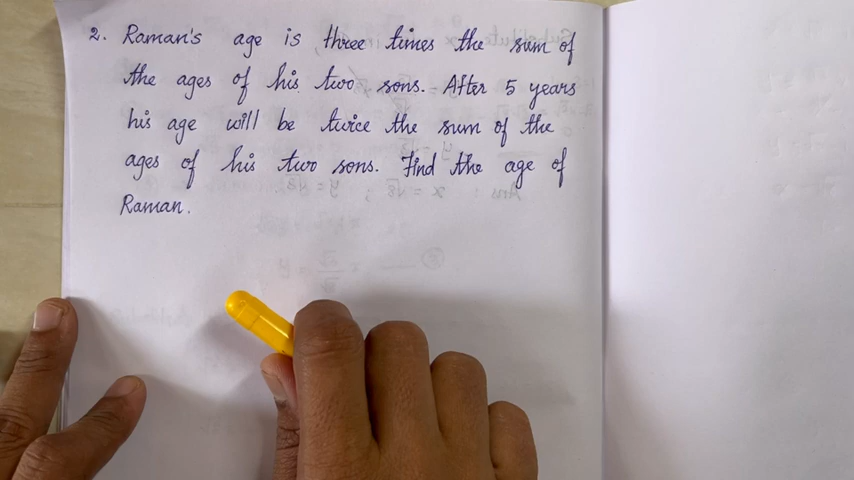 2. Raman's age is three times the sum of
the ages of his two sons. After 5 years
his age will be twice the sum of the
ages of his two sons. Find the age of
Raman.